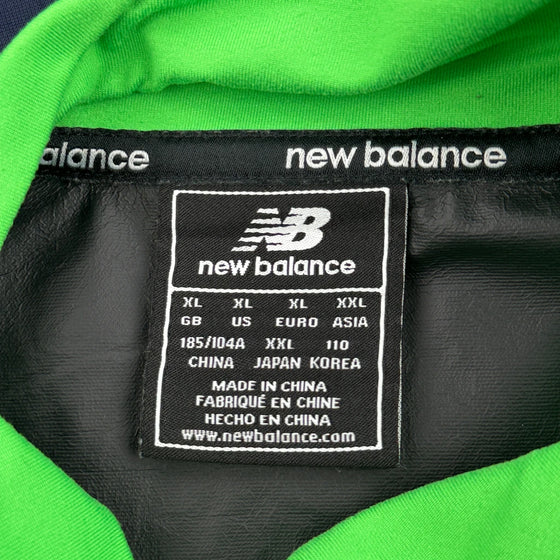 alance
new balance
NB
new balance
XL XL XL XXL
GB US EURO ASIA
185/104A XXL 110
CHINA JAPAN KOREA
MADE IN CHINA
FABRIQUÉ EN CHINE
HECHO EN CHINA
www.newbalance.com